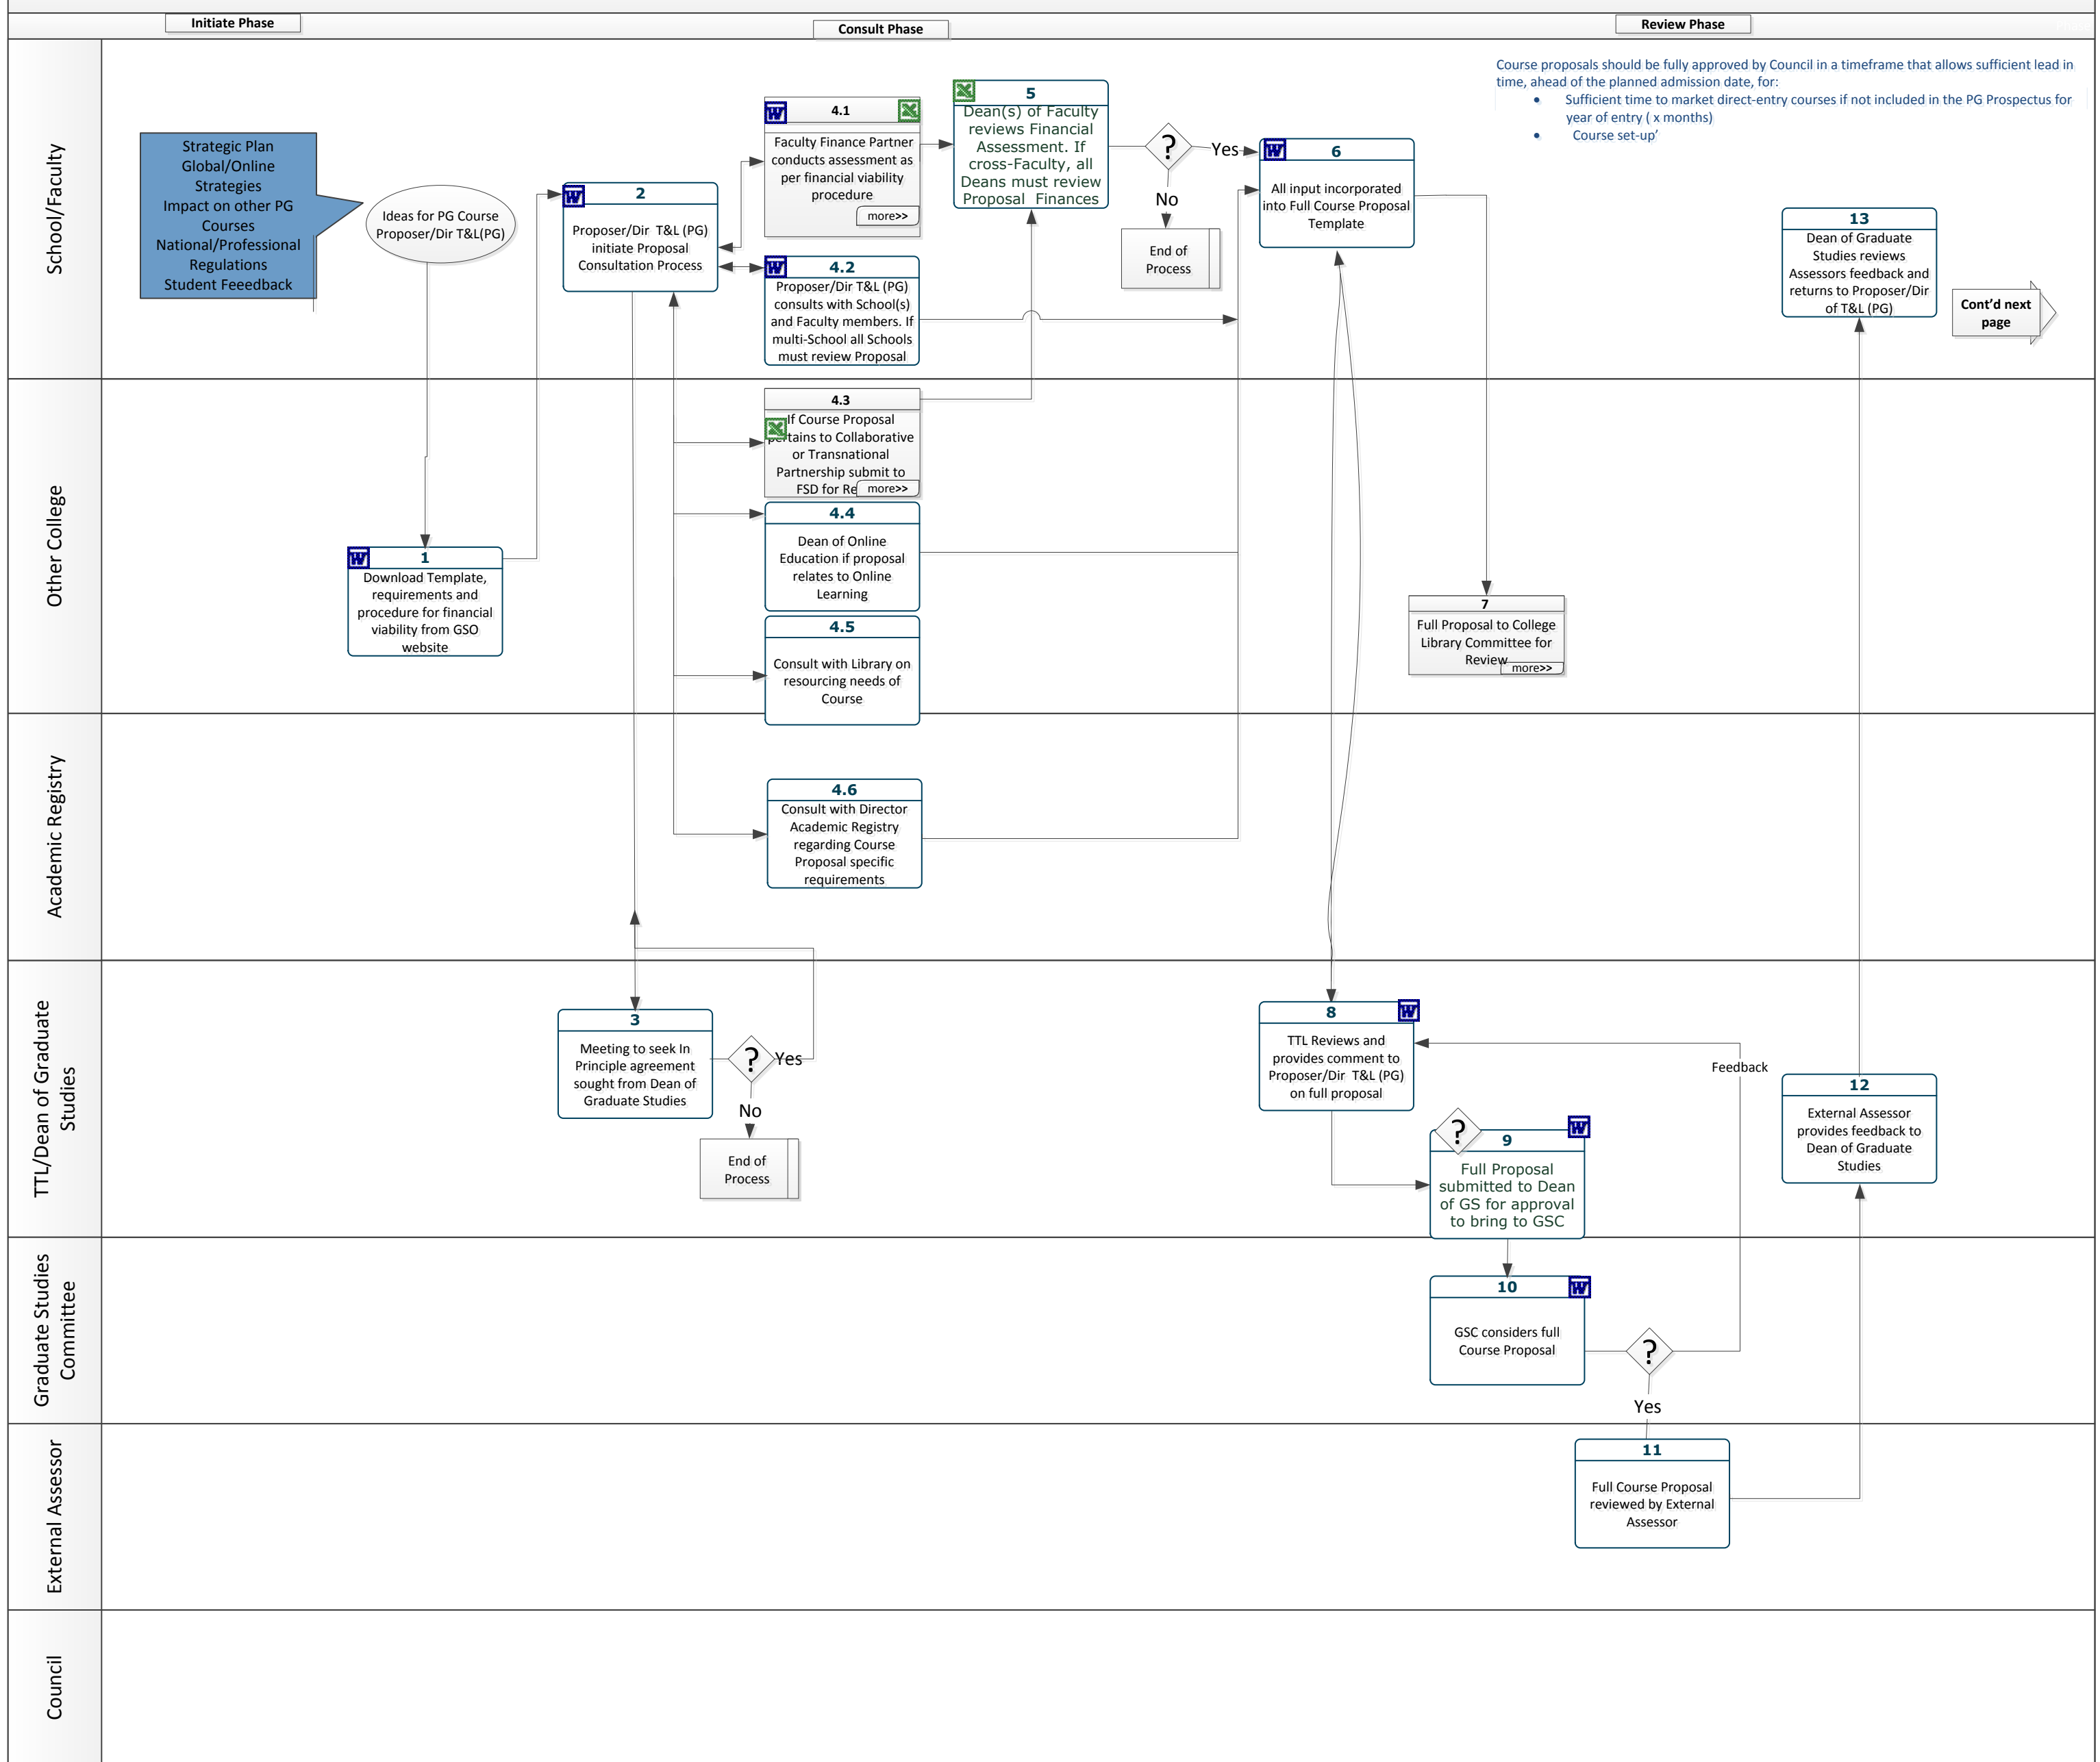 Initiate Phase
Consult Phase
Review Phase
School/Faculty
Strategic Plan
Global/Online
Strategies
Impact on other PG
Courses
National/Professional
Regulations
Student Feeedback
Ideas for PG Course
Proposer/Dir T&L(PG)
2
Proposer/Dir T&L (PG)
initiate Proposal
Consultation Process
4.1
Faculty Finance Partner
conducts assessment as
per financial viability
procedure
more>>
4.2
Proposer/Dir T&L (PG)
consults with School(s)
and Faculty members. If
multi-School all Schools
must review Proposal
5
Dean(s) of Faculty
reviews Financial
Assessment. If
cross-Faculty, all
Deans must review
Proposal Finances
?
Yes
No
End of
Process
6
All input incorporated
into Full Course Proposal
Template
Course proposals should be fully approved by Council in a timeframe that allows sufficient lead in
time, ahead of the planned admission date, for:
• Sufficient time to market direct-entry courses if not included in the PG Prospectus for
year of entry ( x months)
• Course set-up’
13
Dean of Graduate
Studies reviews
Assessors feedback and
returns to Proposer/Dir
of T&L (PG)
Cont’d next
page
Other College
1
Download Template,
requirements and
procedure for financial
viability from GSO
website
4.3
If Course Proposal
pertains to Collaborative
or Transnational
Partnership submit to
FSD for Re
more>>
4.4
Dean of Online
Education if proposal
relates to Online
Learning
4.5
Consult with Library on
resourcing needs of
Course
7
Full Proposal to College
Library Committee for
Review
more>>
Academic Registry
4.6
Consult with Director
Academic Registry
regarding Course
Proposal specific
requirements
TTL/Dean of Graduate
Studies
3
Meeting to seek In
Principle agreement
sought from Dean of
Graduate Studies
?
Yes
No
End of
Process
8
TTL Reviews and
provides comment to
Proposer/Dir T&L (PG)
on full proposal
?
9
Full Proposal
submitted to Dean
of GS for approval
to bring to GSC
Feedback
12
External Assessor
provides feedback to
Dean of Graduate
Studies
Graduate Studies
Committee
10
GSC considers full
Course Proposal
?
Yes
External Assessor
11
Full Course Proposal
reviewed by External
Assessor
Council